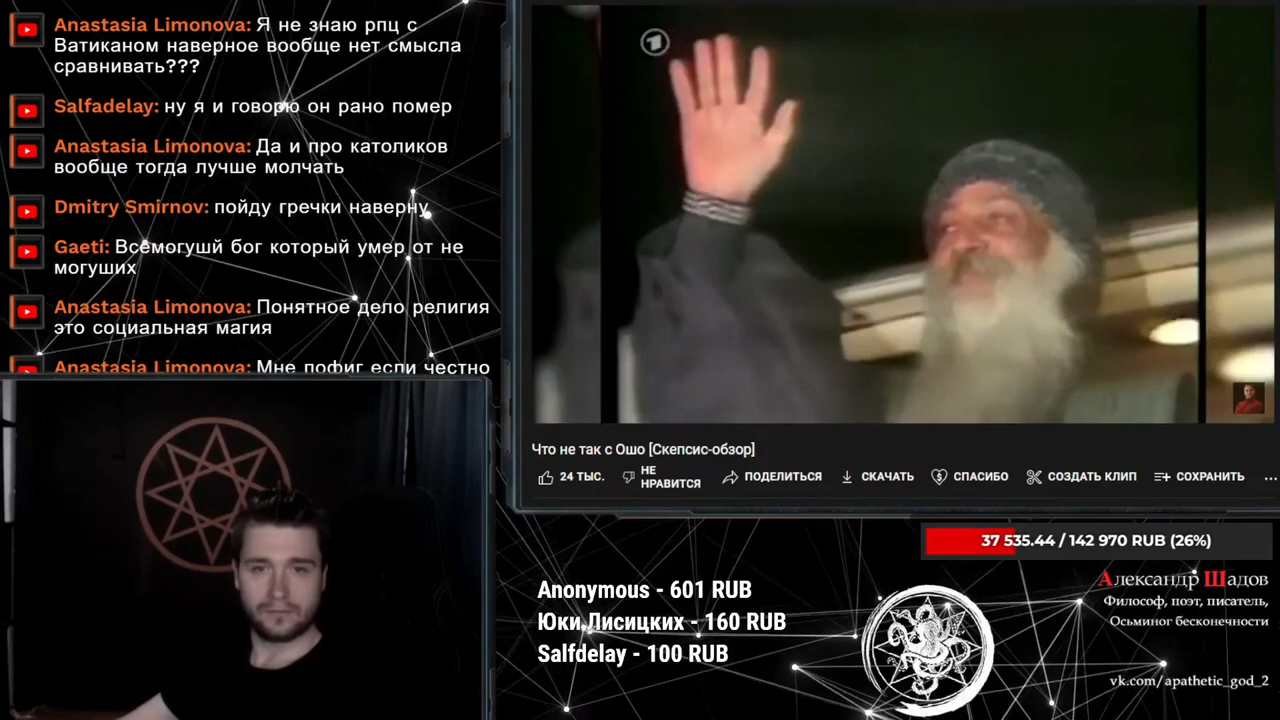 Anastasia Limonova: Я не знаю рпц с
Ватиканом наверное вообще нет смысла
сравнивать???
Salfadelay: ну я и говорю он рано помер
Anastasia Limonova: Да и про католиков
вообще тогда лучше молчать
Dmitry Smirnov: пойду гречки наверну
Gaeti: Всемогушй бог который умер от не
могуших
Anastasia Limonova: Понятное дело религия
это социальная магия
Anastasia Limonova: Мне пофиг если честно
Что не так с Ошо [Скепсис-обзор]
24 ТЫС.
НЕ
НРАВИТСЯ
ПОДЕЛИТЬСЯ
СКАЧАТЬ
СПАСИБО
СОЗДАТЬ КЛИП
СОХРАНИТЬ
...
37 535.44 / 142 970 RUB (26%)
Anonymous - 601 RUB
Юки Лисицких - 160 RUB
Salfdelay - 100 RUB
Александр Шадов
Философ, поэт, писатель,
Осьминог бесконечности
vk.com/apathetic_god_2